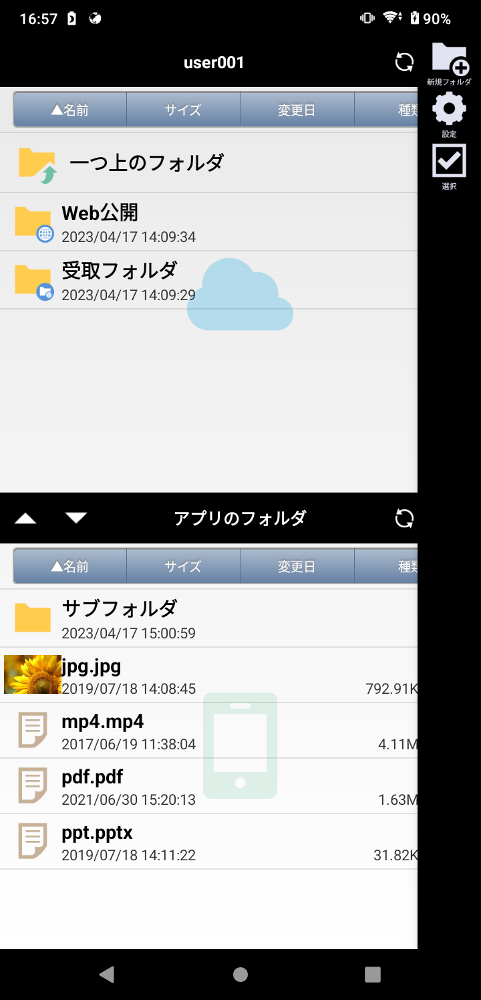 16:57
90%
user001
新規フォルダ
▲名前 サイズ 変更日 種類
設定
選択
一つ上のフォルダ
Web公開
2023/04/17 14:09:34
受取フォルダ
2023/04/17 14:09:29
アプリのフォルダ
▲名前 サイズ 変更日 種類
サブフォルダ
2023/04/17 15:00:59
jpg.jpg
2019/07/18 14:08:45 792.91K
mp4.mp4
2017/06/19 11:38:04 4.11M
pdf.pdf
2021/06/30 15:20:13 1.63M
ppt.pptx
2019/07/18 14:11:22 31.82K